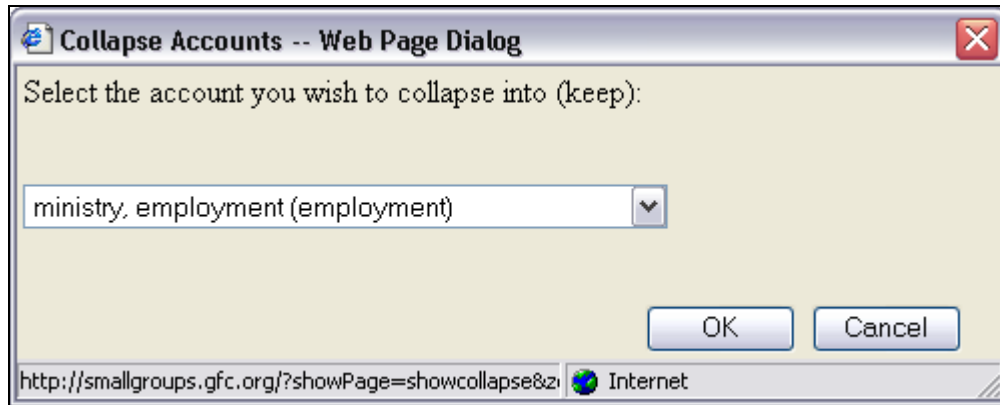 Collapse Accounts -- Web Page Dialog
Select the account you wish to collapse into (keep):
ministry, employment (employment)
OK Cancel
http://smallgroups.gfc.org/?showPage=showcollapse&z Internet